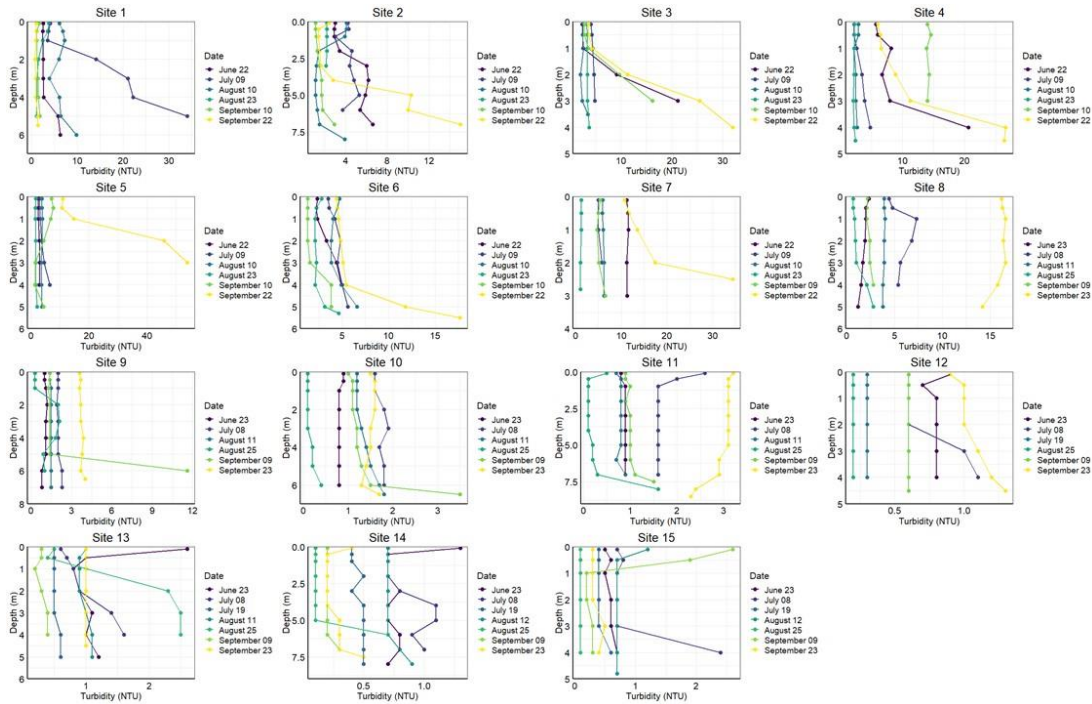 Site 1
Depth (m)
0
2
4
6
0 10 20 30
Turbidity (NTU)
Date
June 22
July 09
August 10
August 23
September 10
September 22
Site 2
Depth (m)
0.0
2.5
5.0
7.5
4 8 12
Turbidity (NTU)
Date
June 22
July 09
August 10
August 23
September 10
September 22
Site 3
Depth (m)
0
1
2
3
4
5
0 10 20 30
Turbidity (NTU)
Date
June 22
July 09
August 10
August 23
September 10
September 22
Site 4
Depth (m)
0
1
2
3
4
5
10 20
Turbidity (NTU)
Date
June 22
July 09
August 10
August 23
September 10
September 22
Site 5
Depth (m)
0
1
2
3
4
5
6
0 20 40
Turbidity (NTU)
Date
June 22
July 09
August 10
August 23
September 10
September 22
Site 6
Depth (m)
0
1
2
3
4
5
6
5 10 15
Turbidity (NTU)
Date
June 22
July 09
August 10
August 23
September 10
September 22
Site 7
Depth (m)
0
1
2
3
4
0 10 20 30
Turbidity (NTU)
Date
June 22
July 09
August 10
August 23
September 10
September 22
Site 8
Depth (m)
0
1
2
3
4
5
6
0 5 10 15
Turbidity (NTU)
Date
June 23
July 08
August 11
August 25
September 09
September 23
Site 9
Depth (m)
0
2
4
6
8
0 3 6 9 12
Turbidity (NTU)
Date
June 23
July 08
August 11
August 25
September 09
September 23
Site 10
Depth (m)
0
2
4
6
0 1 2 3
Turbidity (NTU)
Date
June 23
July 08
August 11
August 25
September 09
September 23
Site 11
Depth (m)
0.0
2.5
5.0
7.5
0 1 2 3
Turbidity (NTU)
Date
June 23
July 08
August 11
August 25
September 09
September 23
Site 12
Depth (m)
0
1
2
3
4
5
0.5 1.0
Turbidity (NTU)
Date
June 23
July 08
July 19
August 25
September 09
September 23
Site 13
Depth (m)
0
1
2
3
4
5
6
1 2
Turbidity (NTU)
Date
June 23
July 08
July 19
August 11
August 25
September 09
September 23
Site 14
Depth (m)
0.0
2.5
5.0
7.5
0.5 1.0
Turbidity (NTU)
Date
June 23
July 08
July 19
August 12
August 25
September 09
September 23
Site 15
Depth (m)
0
1
2
3
4
5
0 1 2
Turbidity (NTU)
Date
June 23
July 08
July 19
August 12
August 25
September 09
September 23